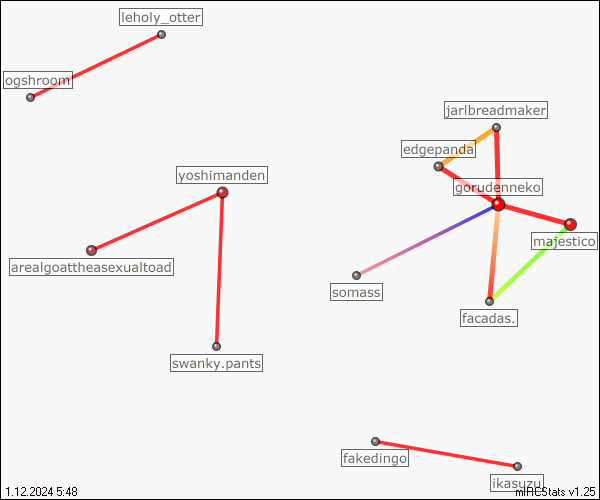 leholy_otter
ogshroom
jarlbreadmaker
edgepanda
yoshimanden
gorudenneko
majestico
arealgoattheasexualtoad
somass
facadas.
swanky.pants
fakedingo
ikasuzu
1.12.2024 5:48
mIRCStats v1.25